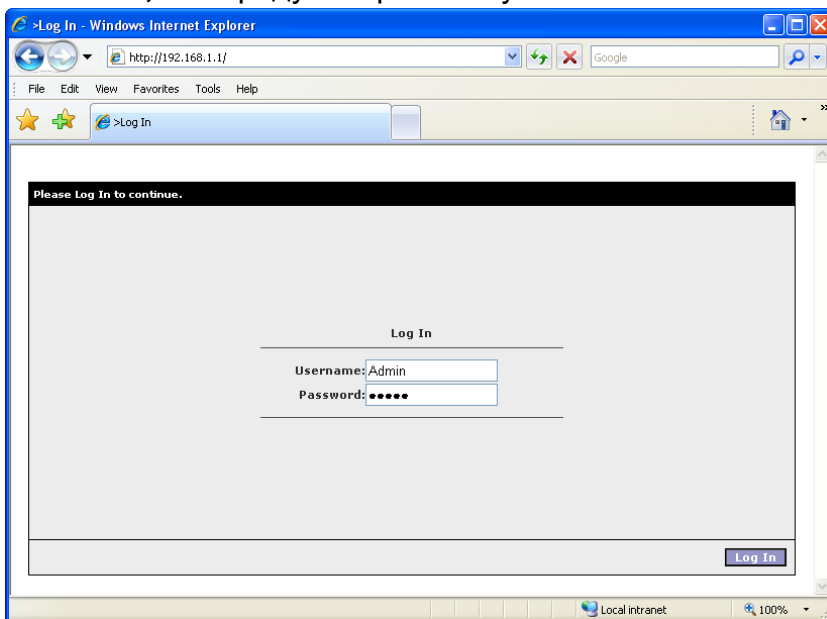 >Log In - Windows Internet Explorer
http://192.168.1.1/
Google
File Edit View Favorites Tools Help
>Log In
Please Log In to continue.
Log In
Username: Admin
Password: •••••
Log In
Local intranet
100%